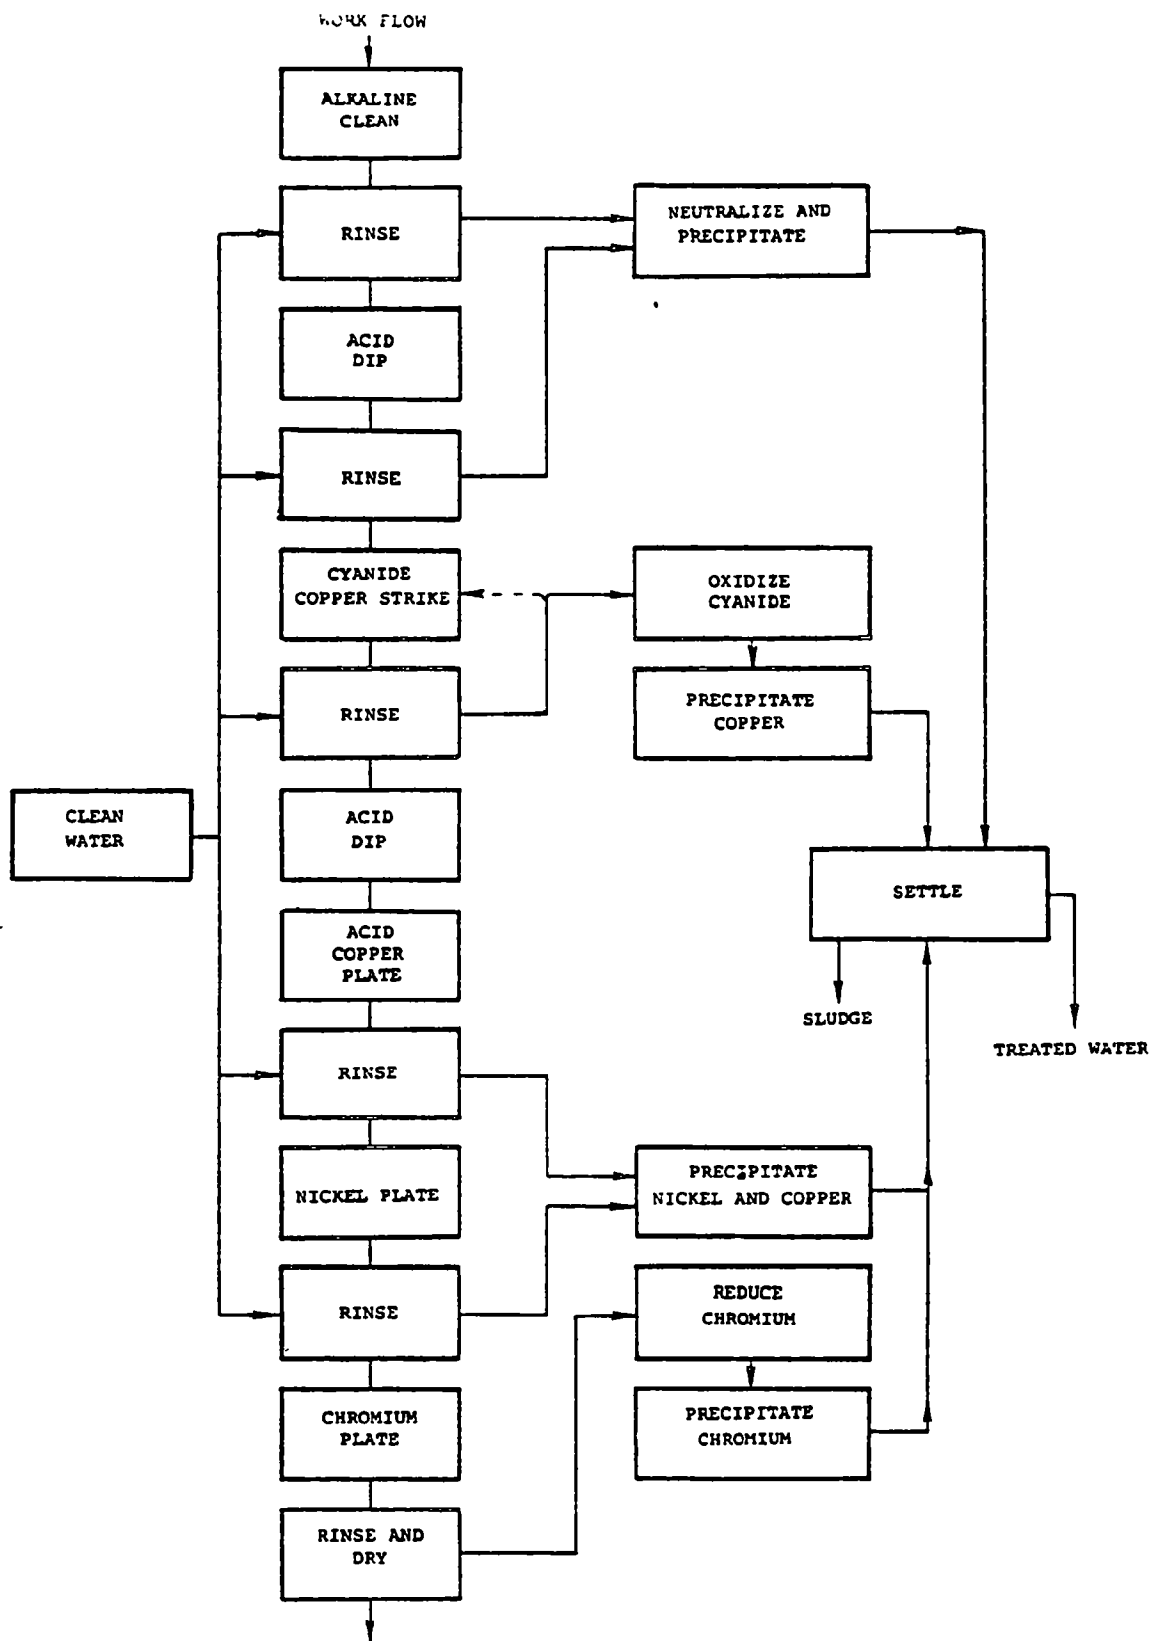 WORK FLOW
ALKALINE
CLEAN
RINSE
NEUTRALIZE AND
PRECIPITATE
ACID
DIP
RINSE
CYANIDE
COPPER STRIKE
OXIDIZE
CYANIDE
RINSE
PRECIPITATE
COPPER
CLEAN
WATER
ACID
DIP
SETTLE
ACID
COPPER
PLATE
SLUDGE
TREATED WATER
RINSE
NICKEL PLATE
PRECIPITATE
NICKEL AND COPPER
RINSE
REDUCE
CHROMIUM
CHROMIUM
PLATE
PRECIPITATE
CHROMIUM
RINSE AND
DRY